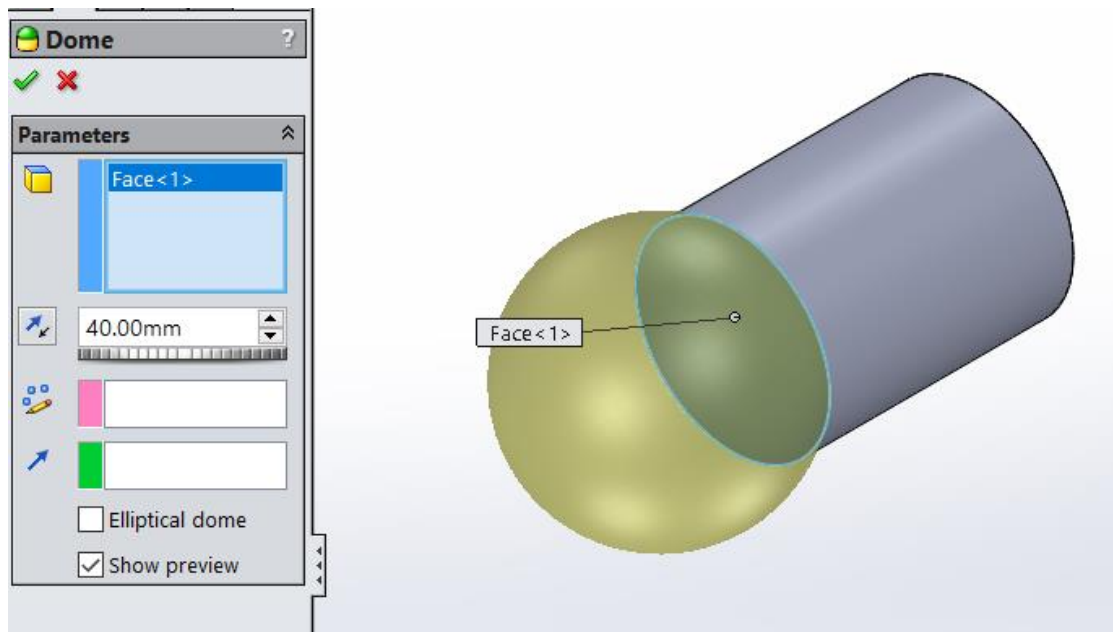 Dome ?
Parameters
Face<1>
40.00mm
Face<1>
Elliptical dome
Show preview